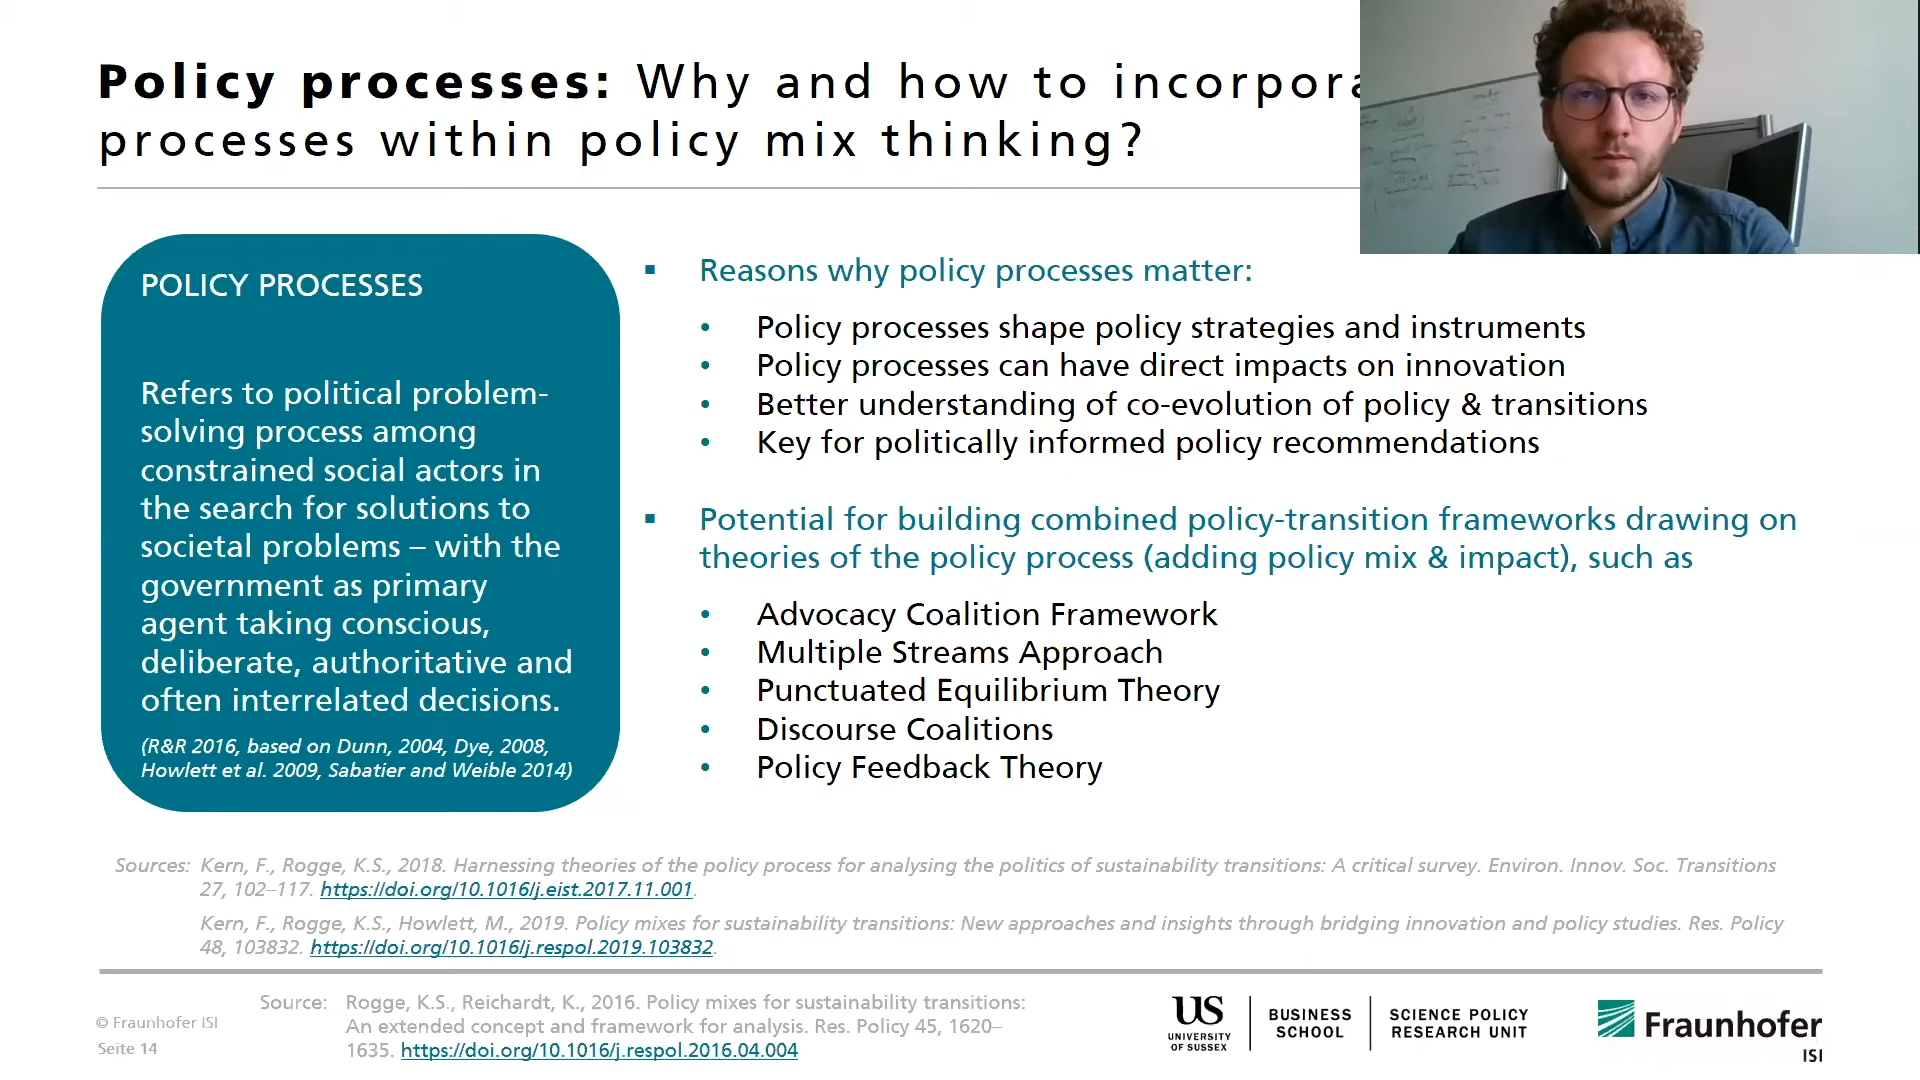 Policy processes: Why and how to incorpora
processes within policy mix thinking?
POLICY PROCESSES
Refers to political problem-
solving process among
constrained social actors in
the search for solutions to
societal problems – with the
government as primary
agent taking conscious,
deliberate, authoritative and
often interrelated decisions.
(R&R 2016, based on Dunn, 2004, Dye, 2008,
Howlett et al. 2009, Sabatier and Weible 2014)
▪ Reasons why policy processes matter:
• Policy processes shape policy strategies and instruments
• Policy processes can have direct impacts on innovation
• Better understanding of co-evolution of policy & transitions
• Key for politically informed policy recommendations
▪ Potential for building combined policy-transition frameworks drawing on
theories of the policy process (adding policy mix & impact), such as
• Advocacy Coalition Framework
• Multiple Streams Approach
• Punctuated Equilibrium Theory
• Discourse Coalitions
• Policy Feedback Theory
Sources: Kern, F., Rogge, K.S., 2018. Harnessing theories of the policy process for analysing the politics of sustainability transitions: A critical survey. Environ. Innov. Soc. Transitions
27, 102–117. https://doi.org/10.1016/j.eist.2017.11.001.
Kern, F., Rogge, K.S., Howlett, M., 2019. Policy mixes for sustainability transitions: New approaches and insights through bridging innovation and policy studies. Res. Policy
48, 103832. https://doi.org/10.1016/j.respol.2019.103832.
© Fraunhofer ISI
Seite 14
Source: Rogge, K.S., Reichardt, K., 2016. Policy mixes for sustainability transitions:
An extended concept and framework for analysis. Res. Policy 45, 1620–
1635. https://doi.org/10.1016/j.respol.2016.04.004
US
UNIVERSITY
OF SUSSEX
BUSINESS
SCHOOL
SCIENCE POLICY
RESEARCH UNIT
Fraunhofer
ISI